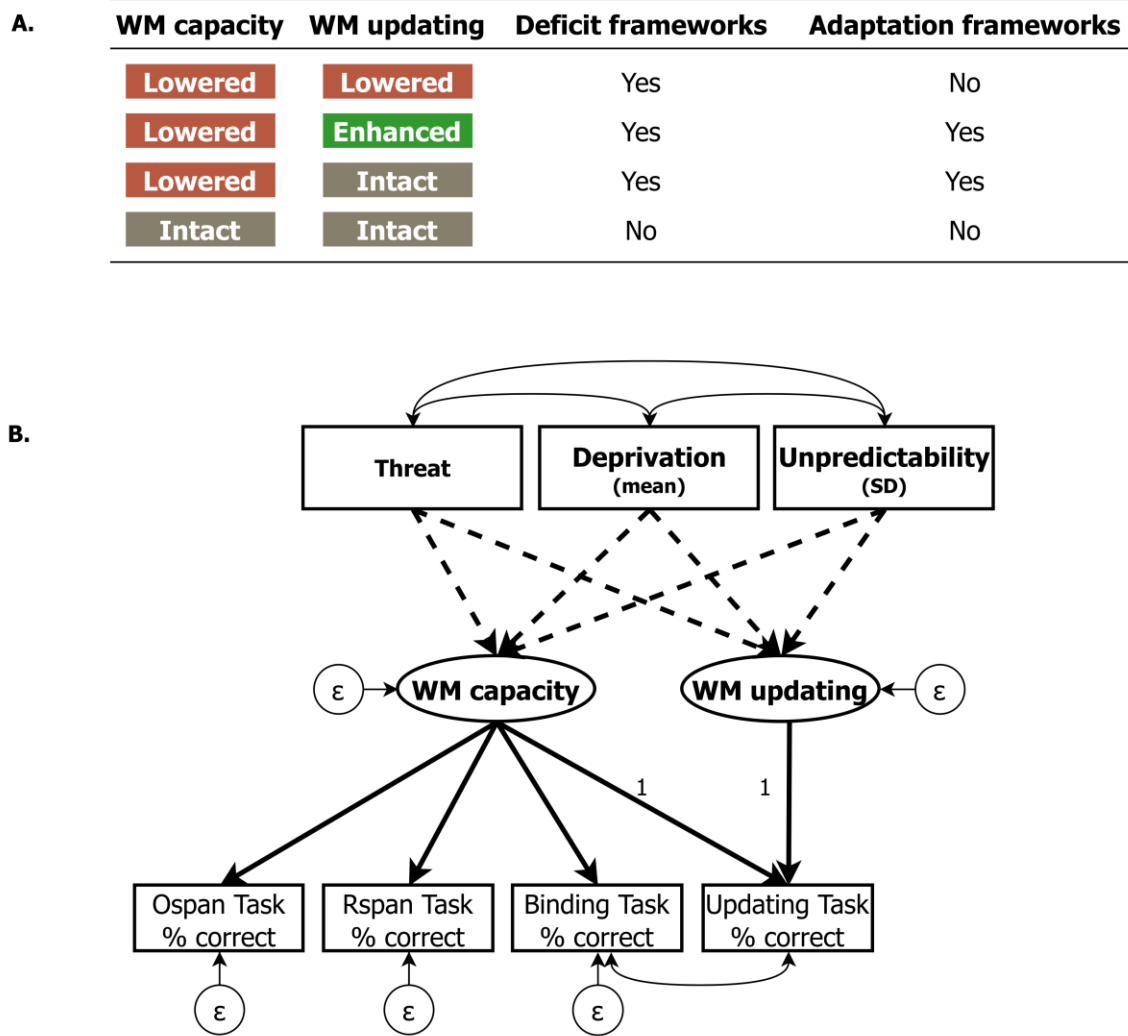 A.
WM capacity WM updating Deficit frameworks Adaptation frameworks
Lowered Lowered Yes No
Lowered Enhanced Yes Yes
Lowered Intact Yes Yes
Intact Intact No No
B.
Threat
Deprivation
(mean)
Unpredictability
(SD)
ε
WM capacity
WM updating
ε
1
1
Ospan Task
% correct
Rspan Task
% correct
Binding Task
% correct
Updating Task
% correct
ε
ε
ε